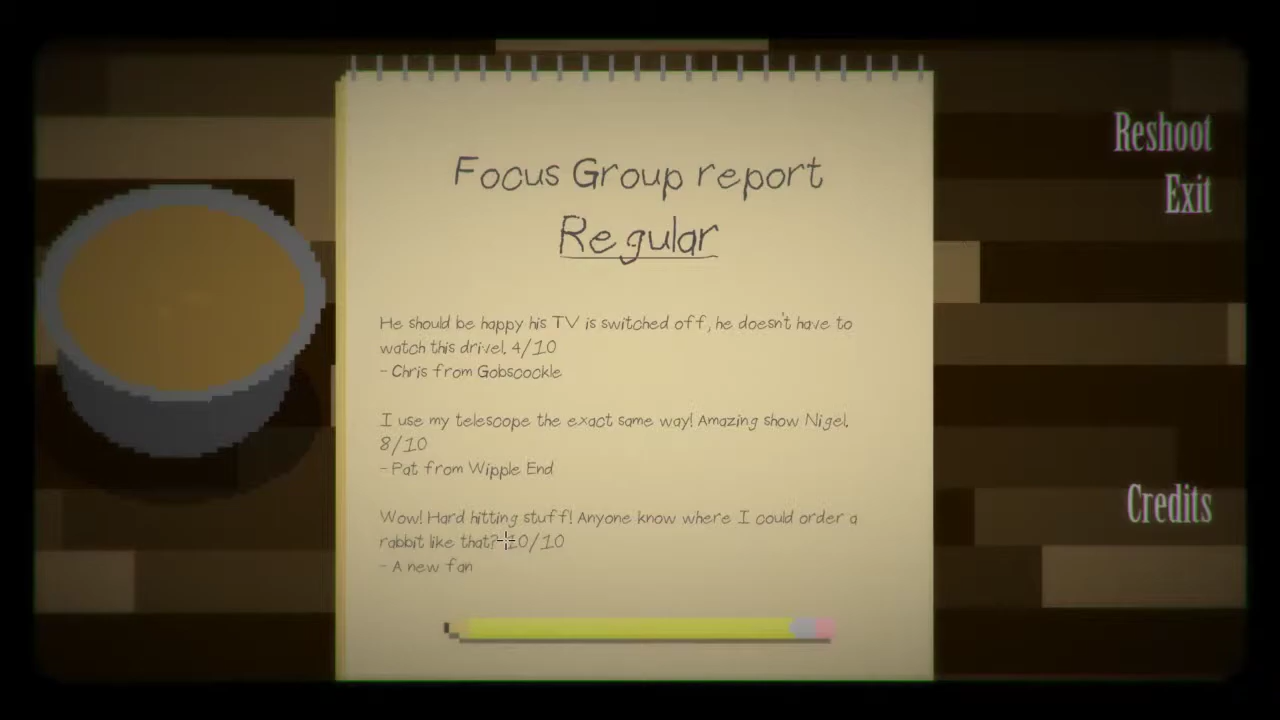 Focus Group report
Regular
He should be happy his TV is switched off, he doesn't have to
watch this drivel. 4/10
- Chris from Gobscockle
I use my telescope the exact same way! Amazing show Nigel.
8/10
- Pat from Wipple End
Wow! Hard hitting stuff! Anyone know where I could order a
rabbit like that? 10/10
- A new fan
Reshoot
Exit
Credits